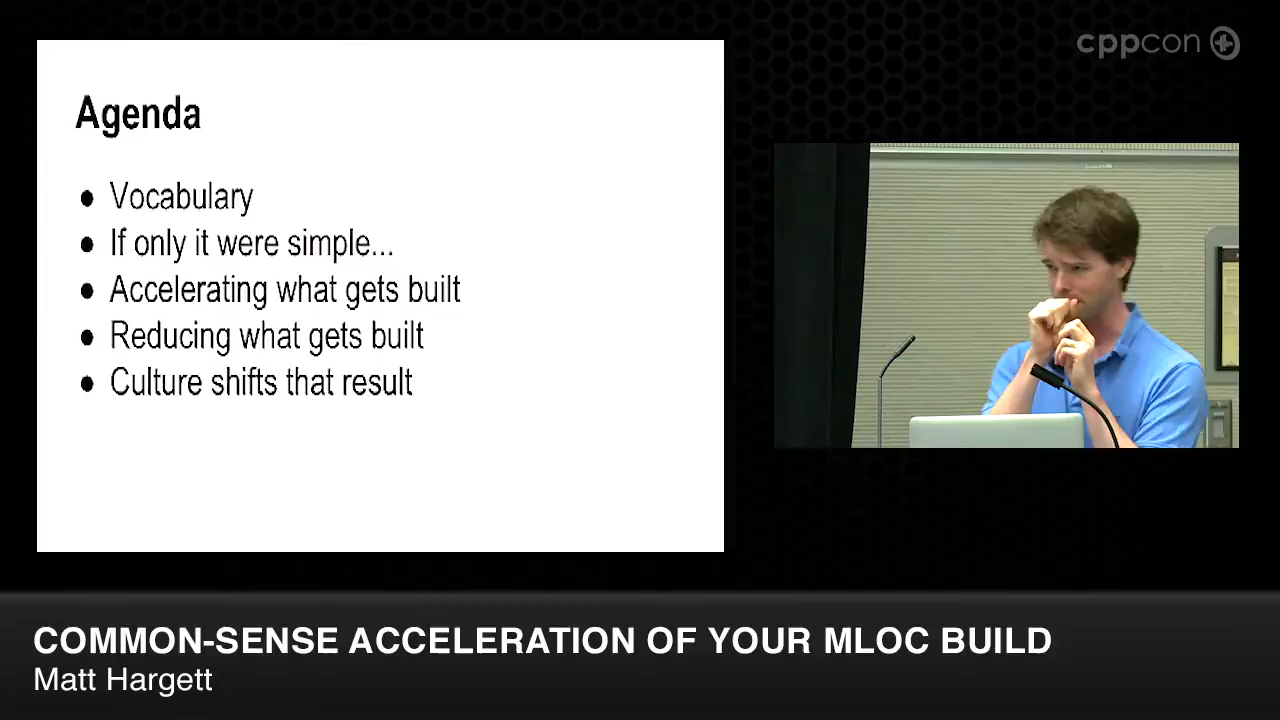 cppcon
Agenda
● Vocabulary
● If only it were simple...
● Accelerating what gets built
● Reducing what gets built
● Culture shifts that result
COMMON-SENSE ACCELERATION OF YOUR MLOC BUILD
Matt Hargett